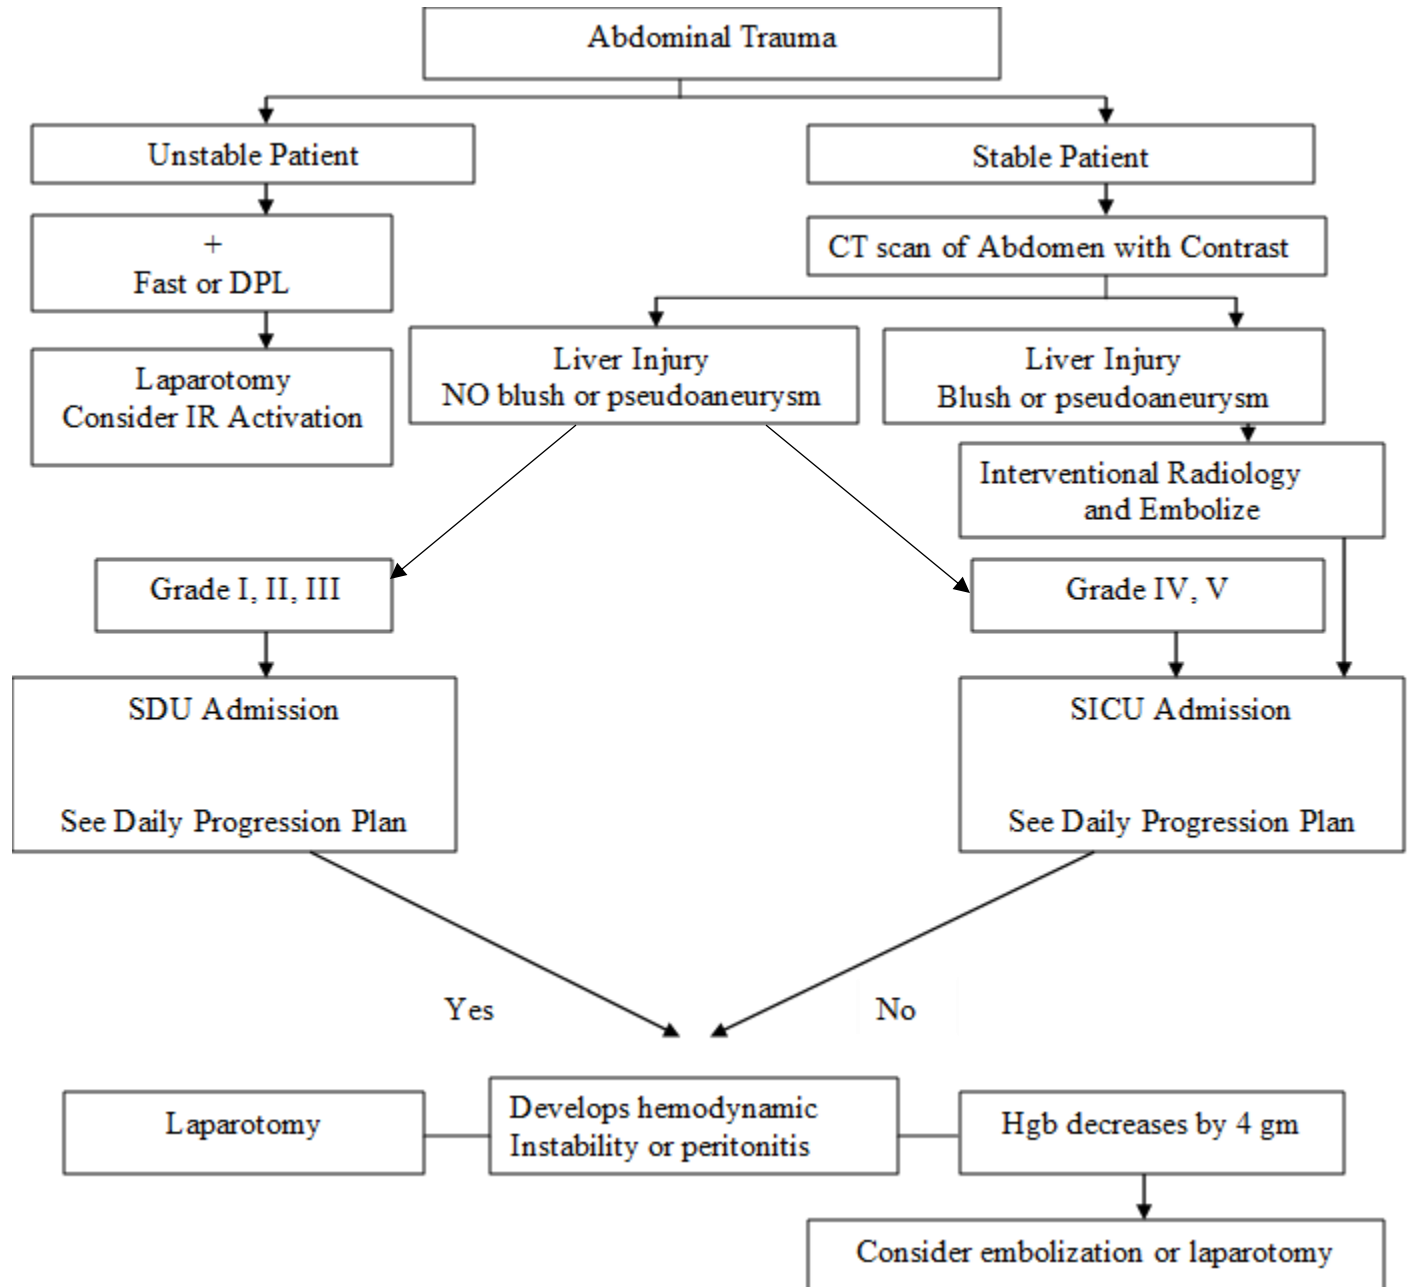 Abdominal Trauma
Unstable Patient
Stable Patient
+
Fast or DPL
CT scan of Abdomen with Contrast
Laparotomy
Consider IR Activation
Liver Injury
NO blush or pseudoaneurysm
Liver Injury
Blush or pseudoaneurysm
Interventional Radiology
and Embolize
Grade I, II, III
Grade IV, V
SDU Admission
See Daily Progression Plan
SICU Admission
See Daily Progression Plan
Yes
No
Laparotomy
Develops hemodynamic
Instability or peritonitis
Hgb decreases by 4 gm
Consider embolization or laparotomy